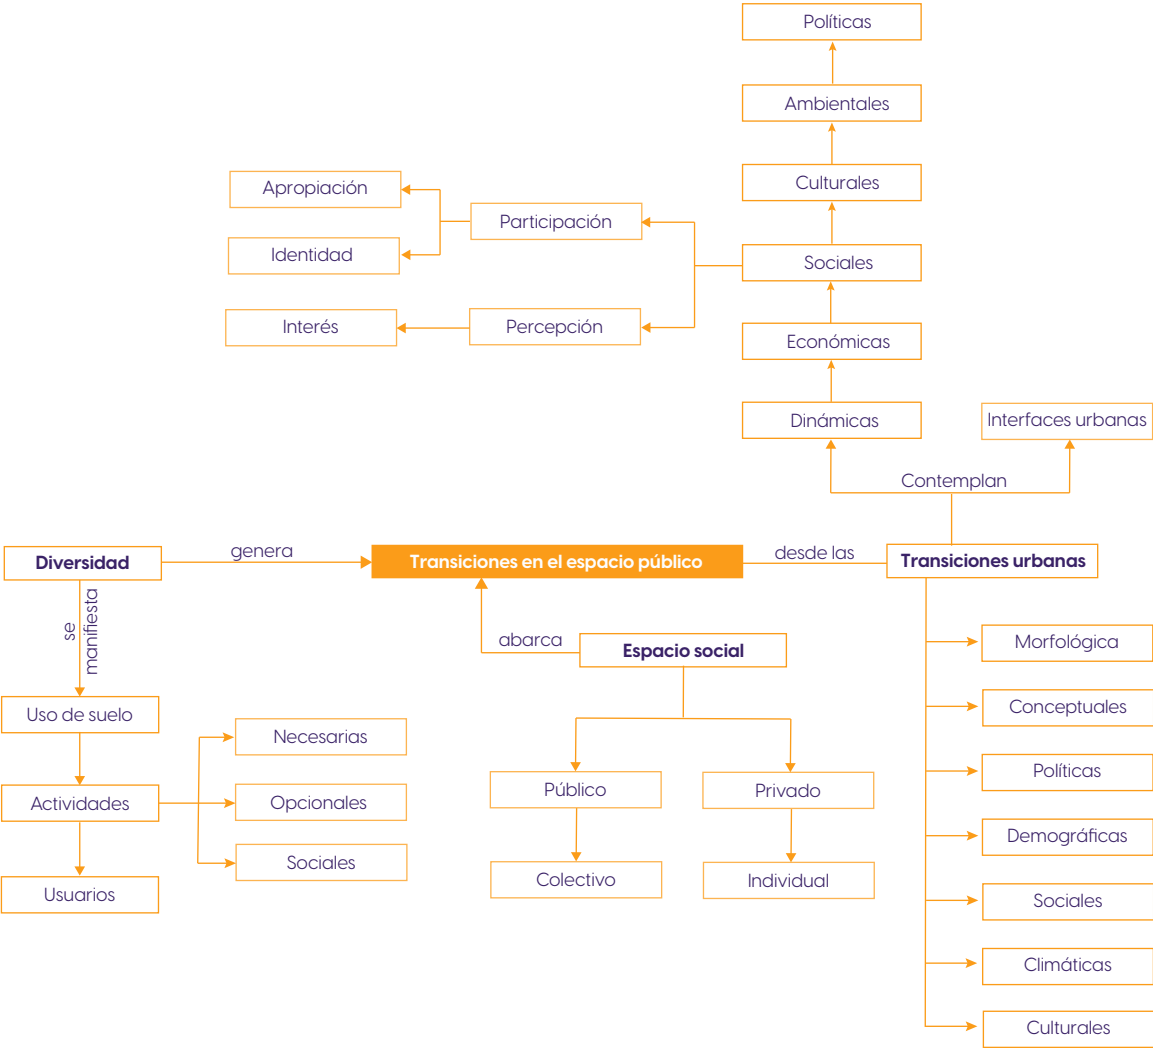 Políticas
Ambientales
Culturales
Apropiación
Participación
Identidad
Sociales
Interés
Percepción
Económicas
Dinámicas
Interfaces urbanas
Contemplan
Diversidad
genera
Transiciones en el espacio público
desde las
Transiciones urbanas
se
manifiesta
abarca
Espacio social
Morfológica
Uso de suelo
Necesarias
Conceptuales
Público
Privado
Políticas
Actividades
Opcionales
Demográficas
Sociales
Usuarios
Colectivo
Individual
Sociales
Climáticas
Culturales